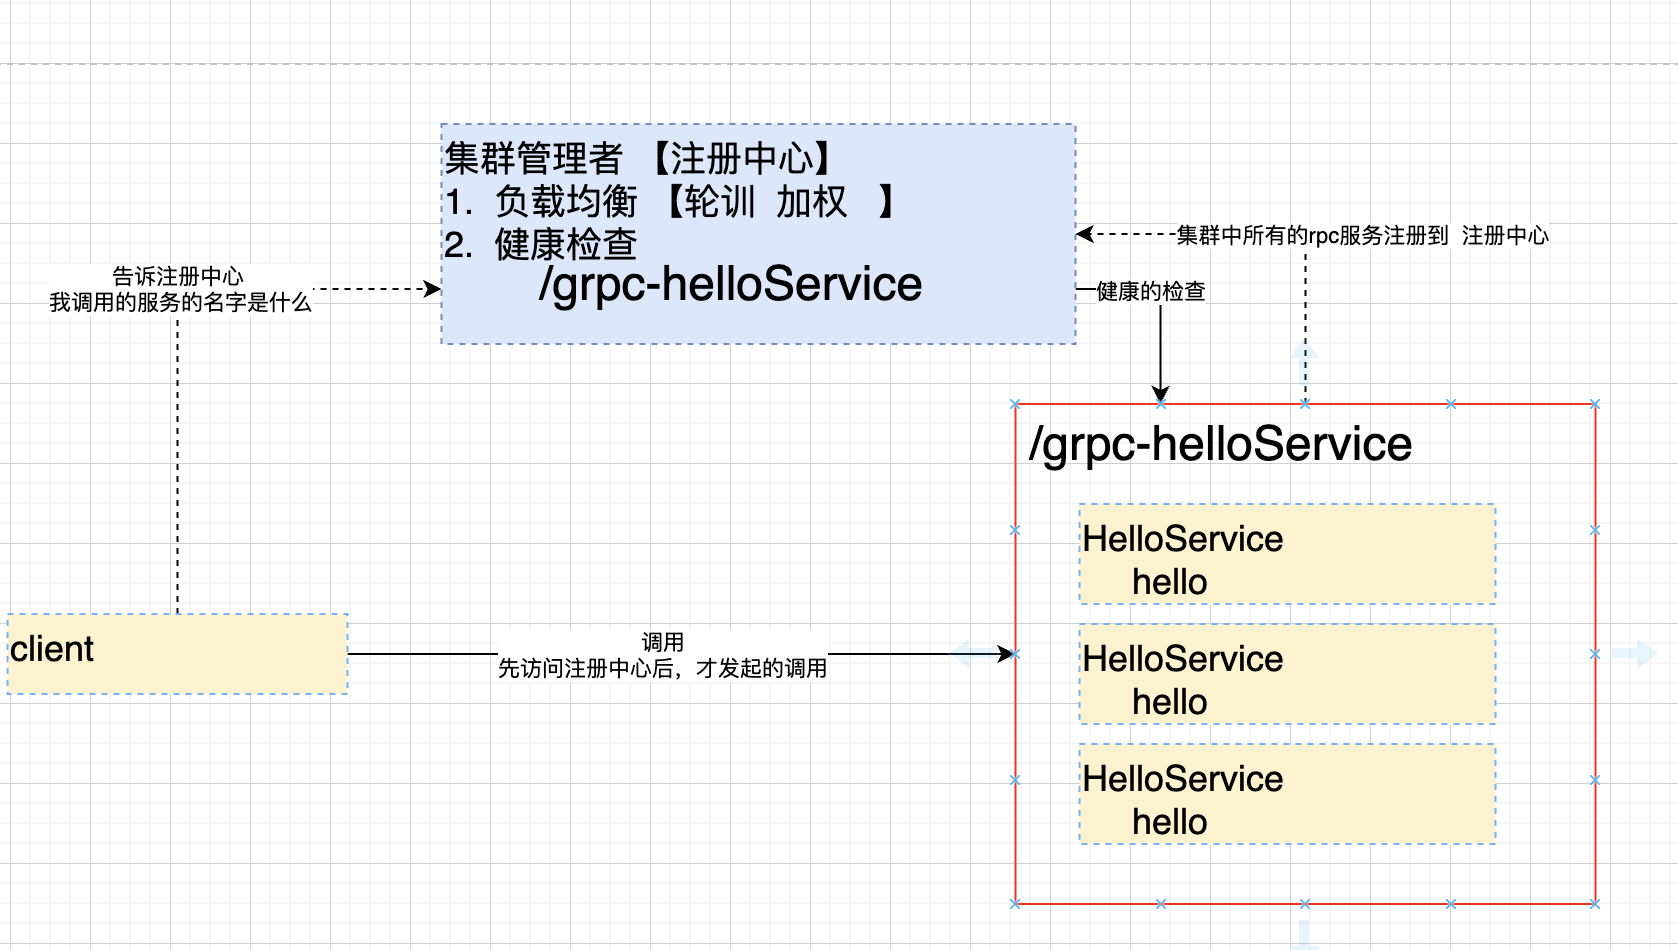 集群管理者 【注册中心】
1. 负载均衡 【轮训 加权 】
2. 健康检查
/grpc-helloService
集群中所有的rpc服务注册到 注册中心
告诉注册中心
我调用的服务的名字是什么
健康的检查
/grpc-helloService
HelloService
hello
HelloService
hello
HelloService
hello
client
调用
先访问注册中心后，才发起的调用